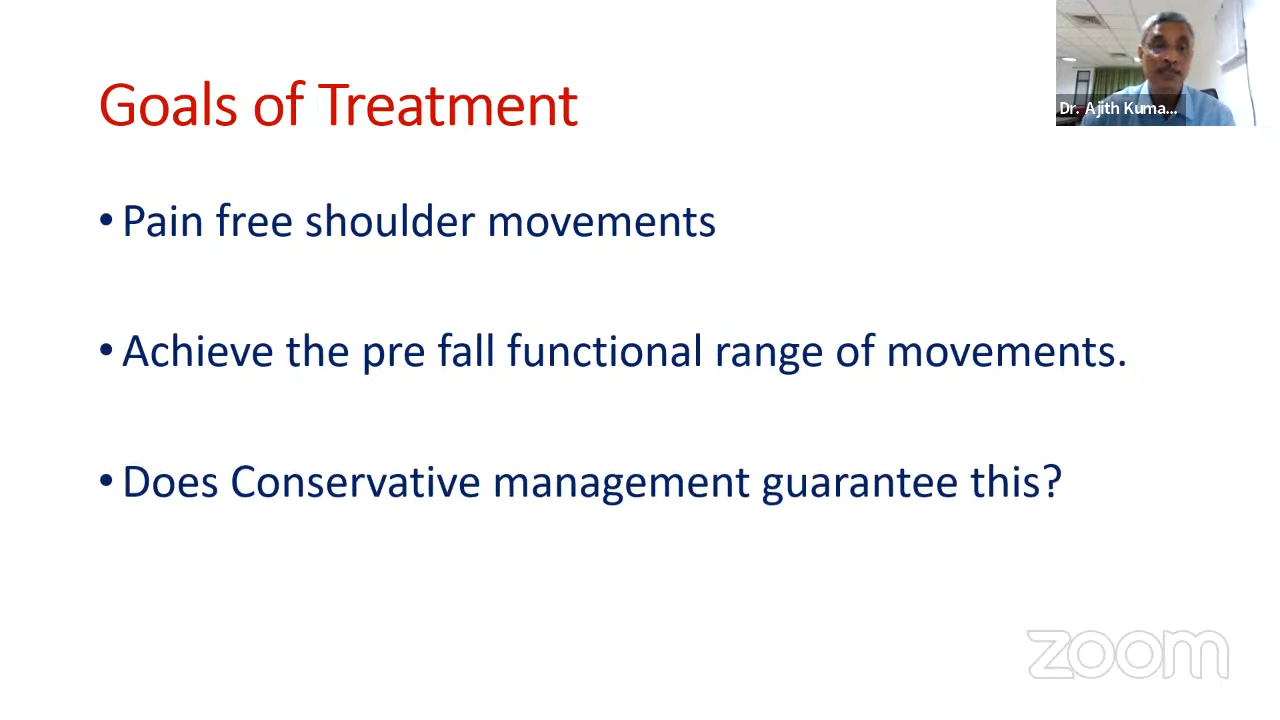 Goals of Treatment
Dr. Ajith Kuma...
• Pain free shoulder movements
• Achieve the pre fall functional range of movements.
• Does Conservative management guarantee this?
zoom